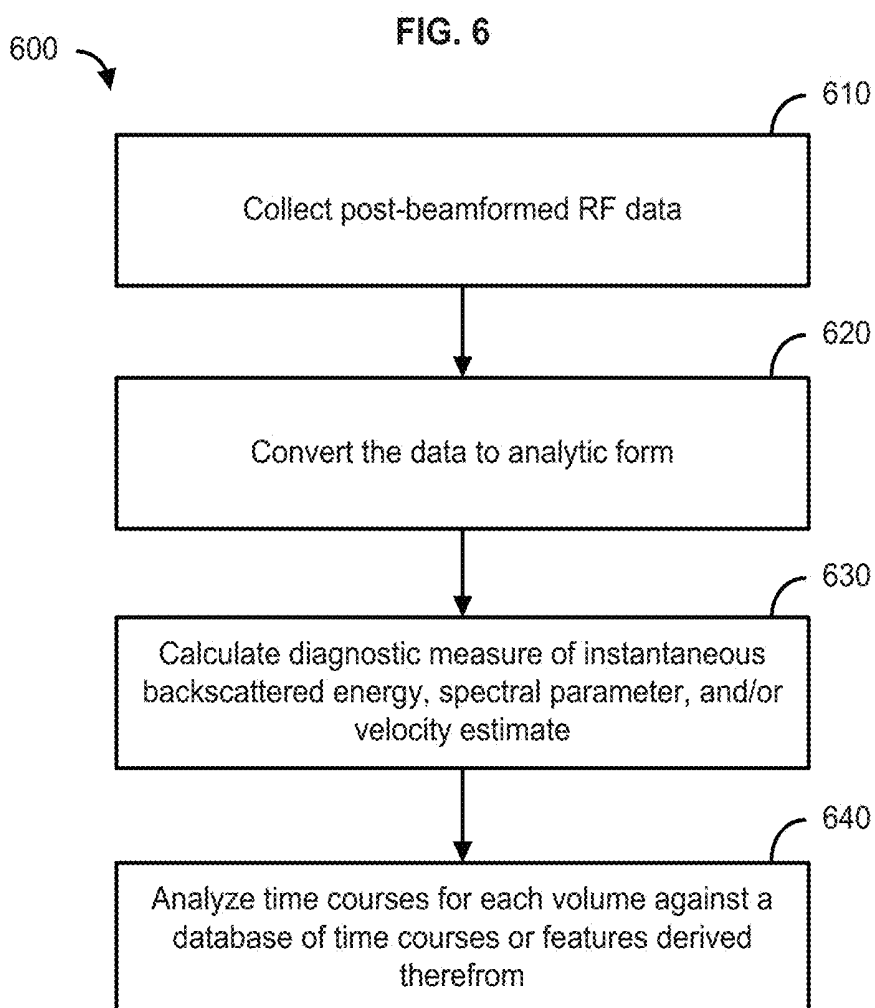 FIG. 6
600
610
Collect post-beamformed RF data
620
Convert the data to analytic form
630
Calculate diagnostic measure of instantaneous
backscattered energy, spectral parameter, and/or
velocity estimate
640
Analyze time courses for each volume against a
database of time courses or features derived
therefrom